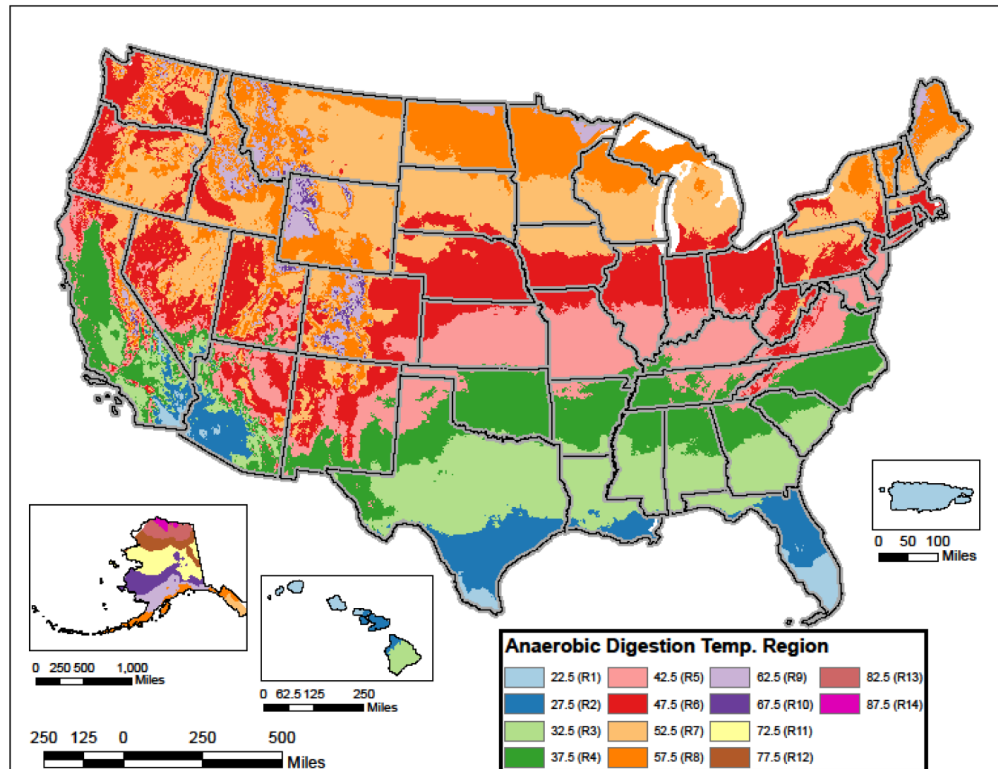 0 50 100
Miles
0 250 500 1,000
Miles
0 62.5 125 250
Miles
250 125 0 250 500
Miles
Anaerobic Digestion Temp. Region
22.5 (R1) 42.5 (R5) 62.5 (R9) 82.5 (R13)
27.5 (R2) 47.5 (R6) 67.5 (R10) 87.5 (R14)
32.5 (R3) 52.5 (R7) 72.5 (R11)
37.5 (R4) 57.5 (R8) 77.5 (R12)